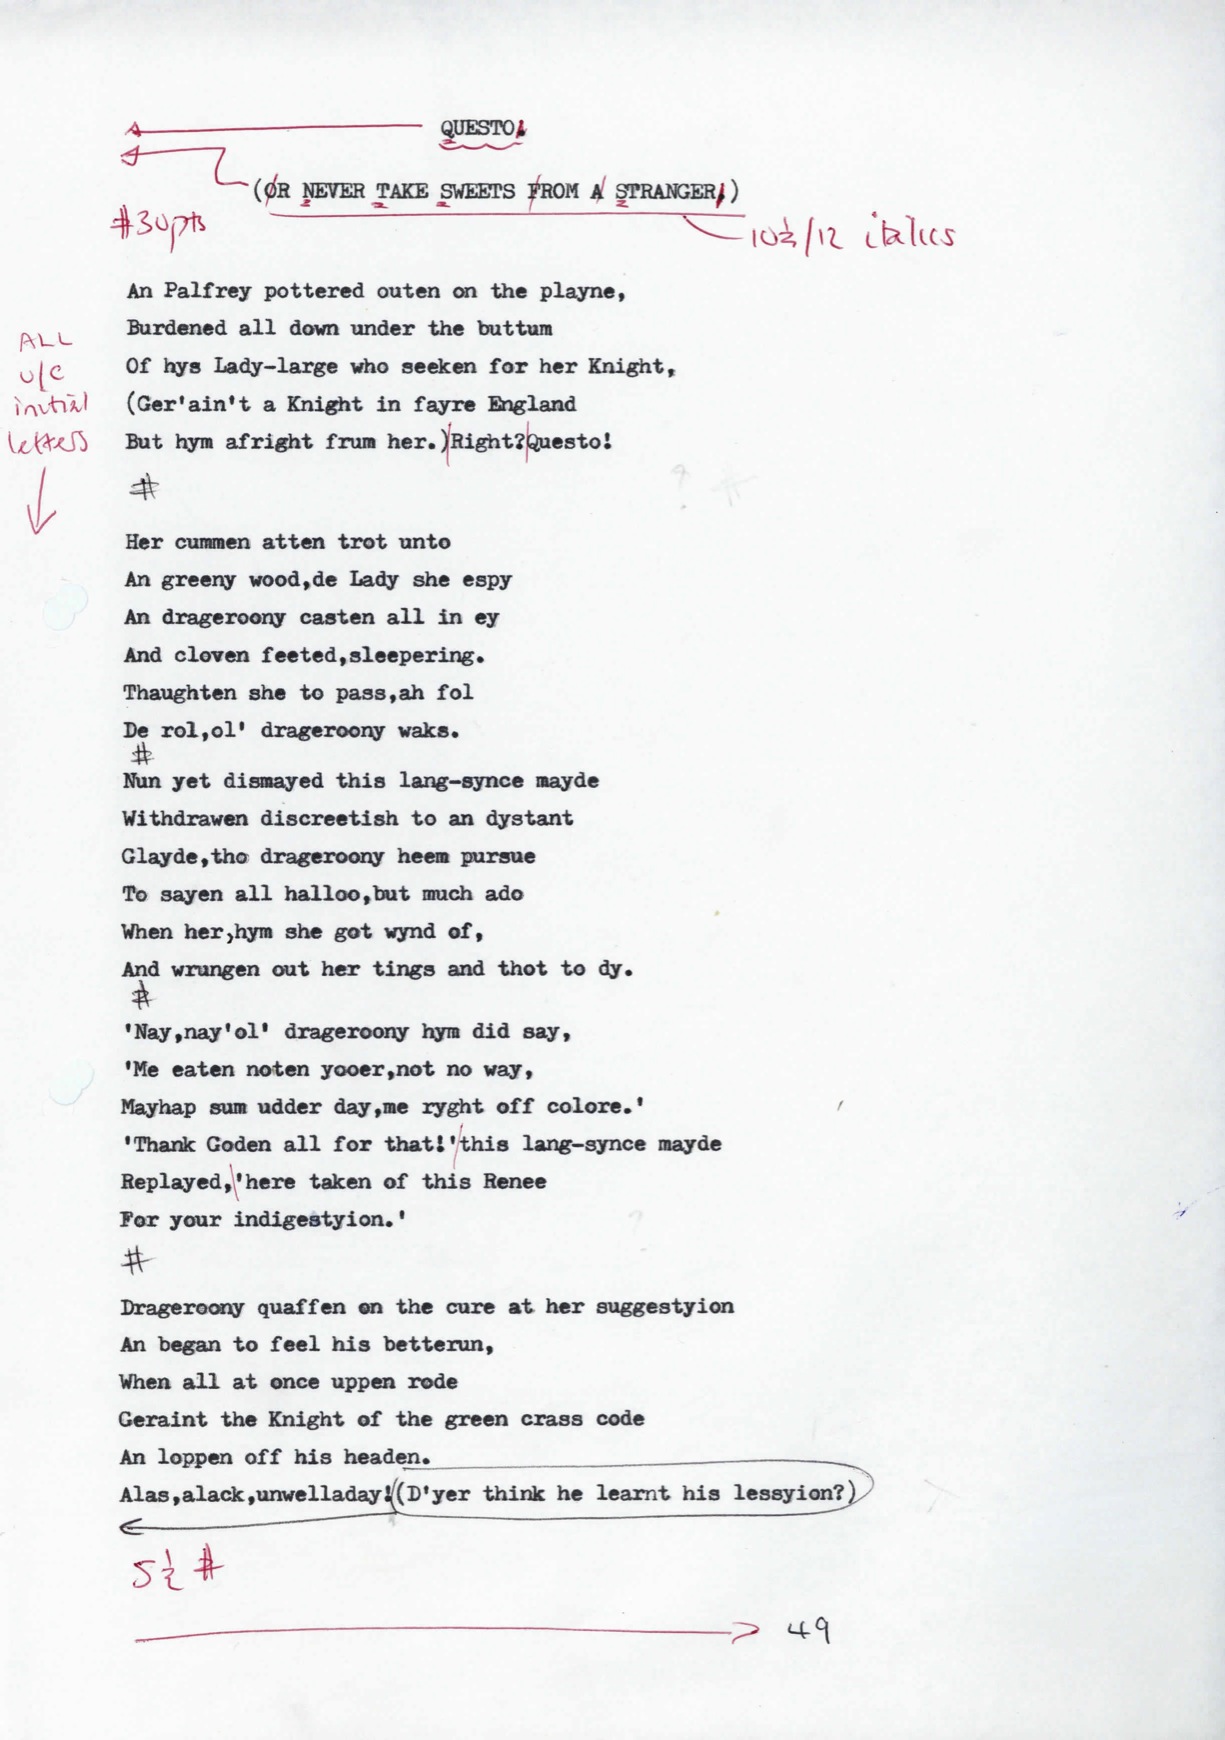 QUESTO.
(OR NEVER TAKE SWEETS FROM A STRANGER.)
#30pts
10½/12 italics
An Palfrey pottered outen on the playne,
Burdened all down under the buttum
ALL
Of hys Lady-large who seeken for her Knight,
u/c
(Ger'ain't a Knight in fayre England
initial
But hym afright frum her.)Right?Questo!
letters
#
? #
Her cummen atten trot unto
An greeny wood,de Lady she espy
An drageroony casten all in ey
And cloven feeted,sleepering.
Thaughten she to pass,ah fol
De rol,ol' drageroony waks.
#
Nun yet dismayed this lang-synce mayde
Withdrawen discreetish to an dystant
Glayde,tho drageroony heem pursue
To sayen all halloo,but much ado
When her,hym she got wynd of,
And wrungen out her tings and thot to dy.
#
'Nay,nay'ol' drageroony hym did say,
'Me eaten noten yooer,not no way,
Mayhap sum udder day,me ryght off colore.'
'Thank Goden all for that!'this lang-synce mayde
Replayed,'here taken of this Renee
For your indigestyion.'
?
#
Drageroony quaffen on the cure at her suggestyion
An began to feel his betterun,
When all at once uppen rode
Geraint the Knight of the green crass code
An loppen off his headen.
Alas,alack,unwelladay!(D'yer think he learnt his lessyion?)
5½ #
49